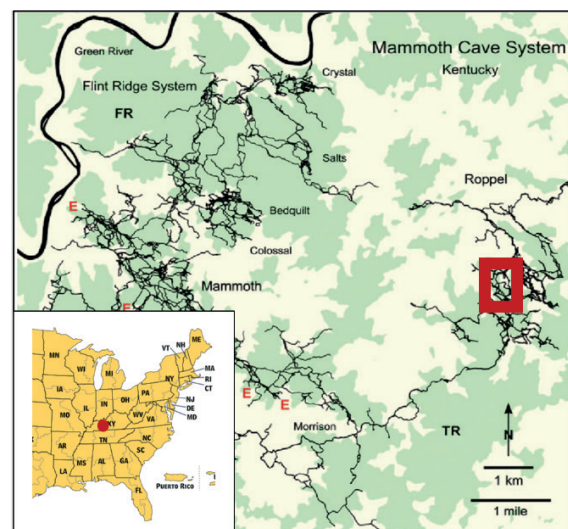 Mammoth Cave System
Kentucky
Green River
Flint Ridge System
FR
Crystal
Salts
Roppel
E
Bedquilt
Colossal
Mammoth
E
E
E
Morrison
TR
N
1 km
1 mile
ME
VT
NH
MN
WI
MI
NY
MA
RI
CT
IA
PA
NJ
DE
MD
IL
IN
OH
MO
WV
VA
KY
NC
TN
AR
SC
MS
AL
GA
LA
FL
PUERTO RICO